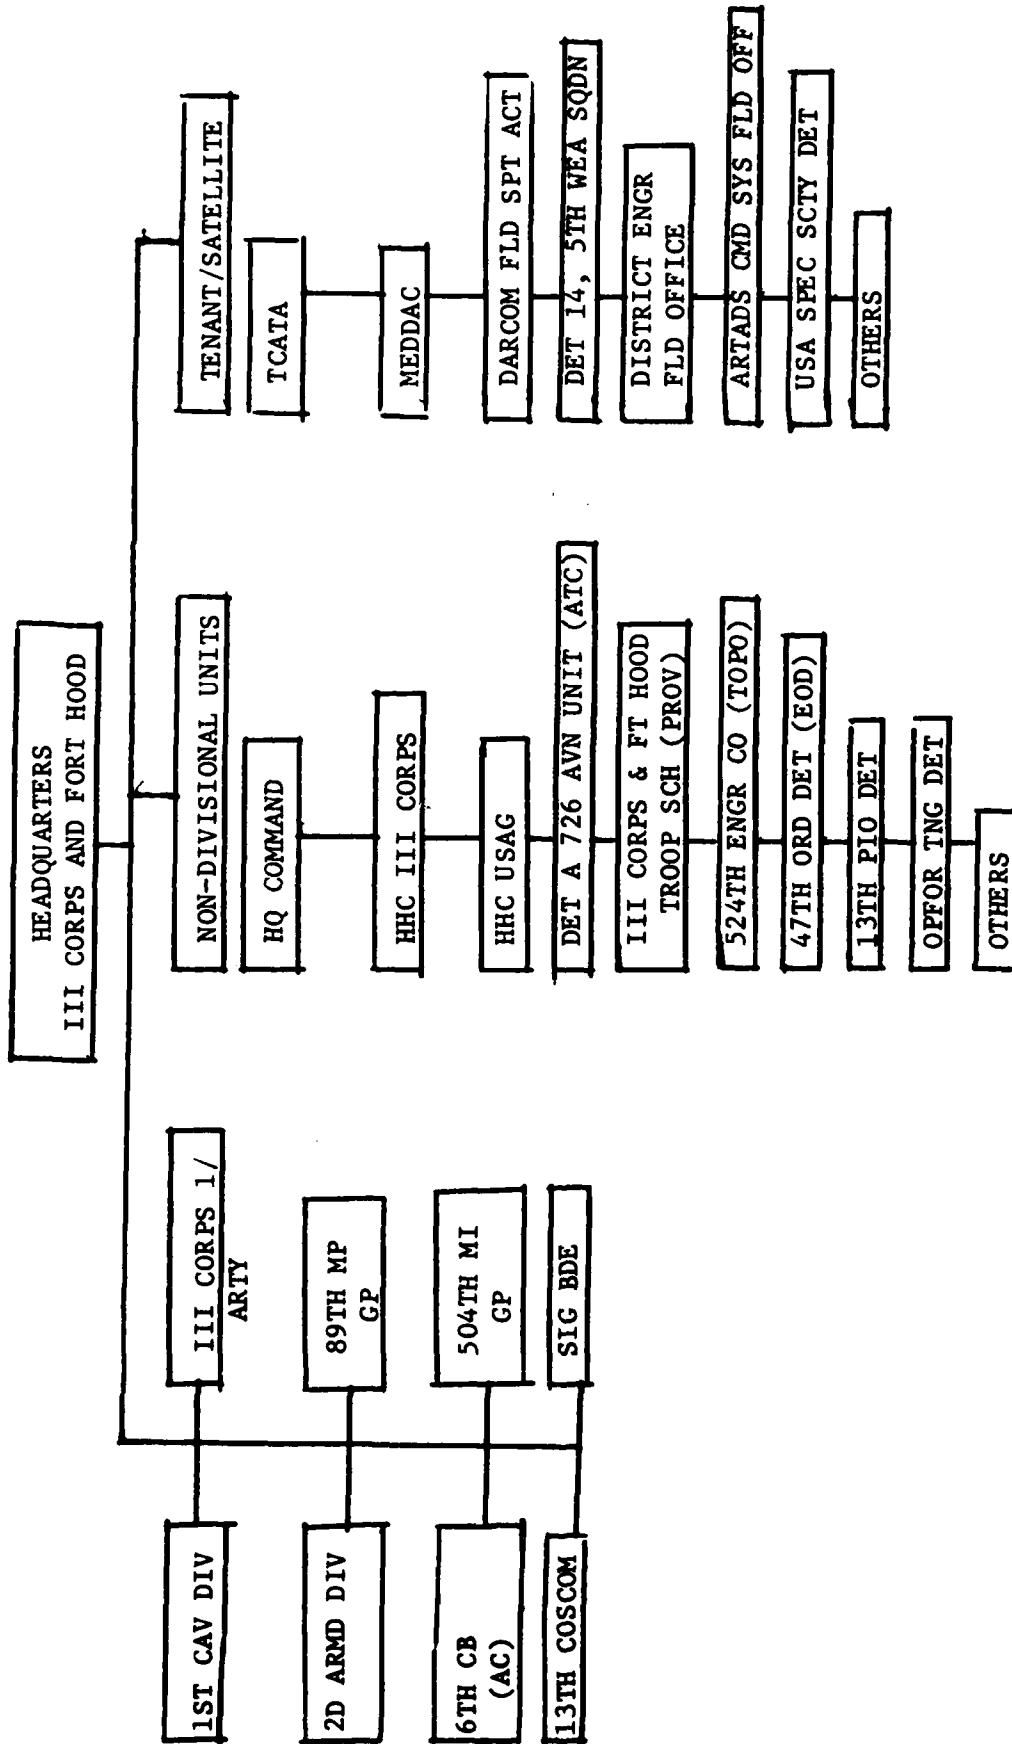 HEADQUARTERS
III CORPS AND FORT HOOD
1ST CAV DIV
III CORPS 1/
ARTY
2D ARMD DIV
89TH MP
GP
6TH CB
(AC)
504TH MI
GP
13TH COSCOM
SIG BDE
NON-DIVISIONAL UNITS
HQ COMMAND
HHC III CORPS
HHC USAG
DET A 726 AVN UNIT (ATC)
III CORPS & FT HOOD
TROOP SCH (PROV)
524TH ENGR CO (TOPO)
47TH ORD DET (EOD)
13TH PIO DET
OPFOR TNG DET
OTHERS
TENANT/SATELLITE
TCATA
MEDDAC
DARCOM FLD SPT ACT
DET 14, 5TH WEA SQDN
DISTRICT ENGR
FLD OFFICE
ARTADS CMD SYS FLD OFF
USA SPEC SCTY DET
OTHERS